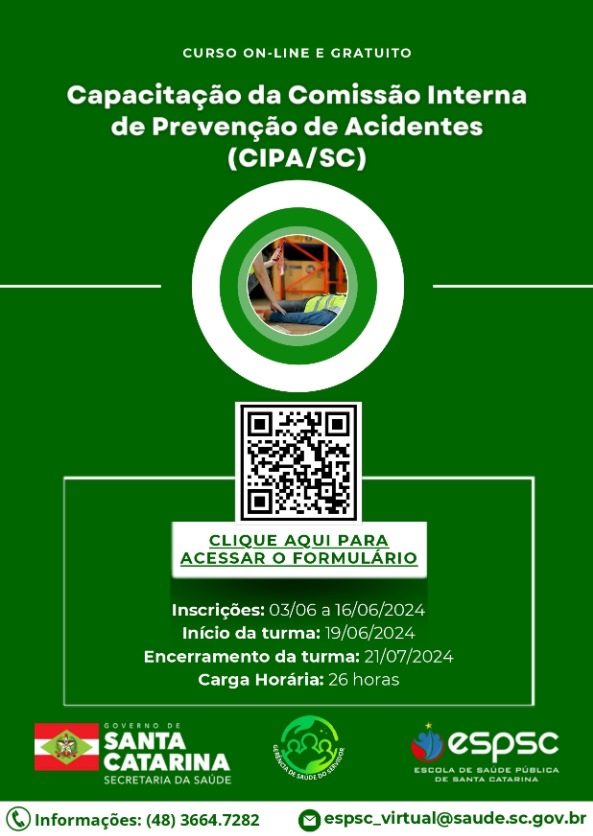 CURSO ON-LINE E GRATUITO
Capacitação da Comissão Interna
de Prevenção de Acidentes
(CIPA/SC)
CLIQUE AQUI PARA
ACESSAR O FORMULÁRIO
Inscrições: 03/06 a 16/06/2024
Início da turma: 19/06/2024
Encerramento da turma: 21/07/2024
Carga Horária: 26 horas
GOVERNO DE
SANTA
CATARINA
SECRETARIA DA SAÚDE
GERÊNCIA DE SAÚDE DO SERVIDOR
espsc
ESCOLA DE SAÚDE PÚBLICA
DE SANTA CATARINA
Informações: (48) 3664.7282
espsc_virtual@saude.sc.gov.br